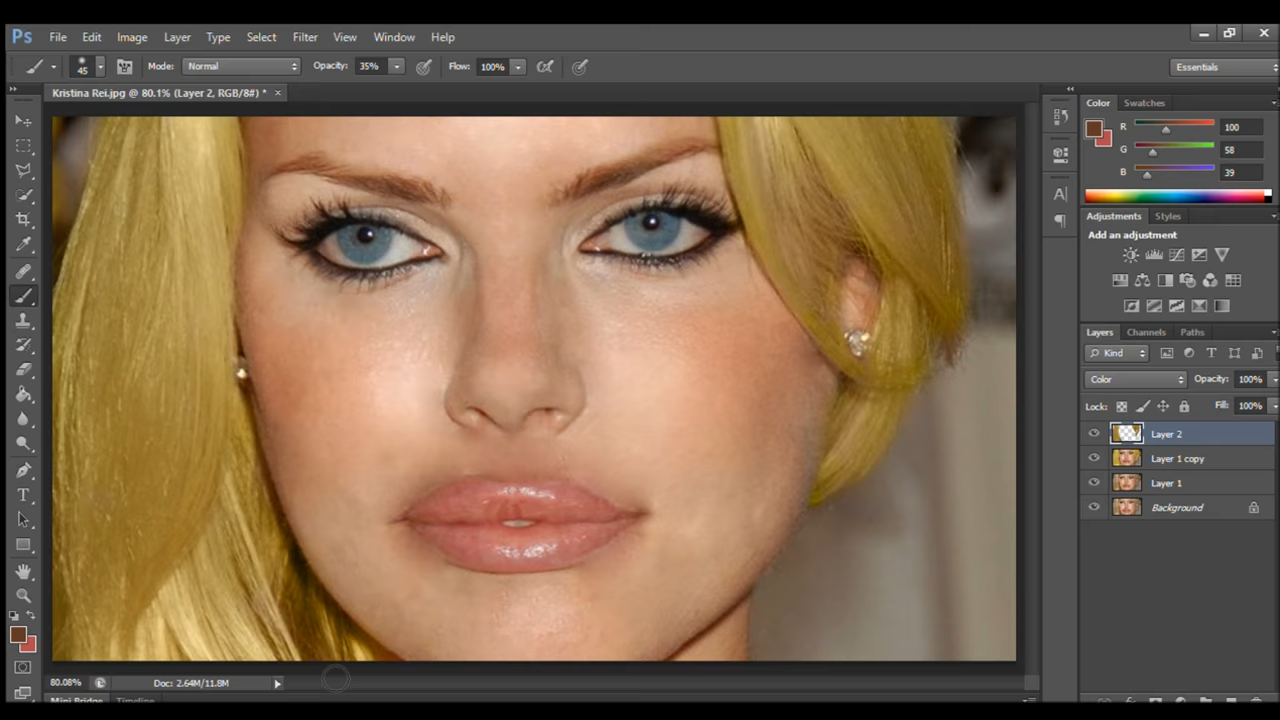 Ps File Edit Image Layer Type Select Filter View Window Help
45 Mode: Normal Opacity: 35% Flow: 100% Essentials
Kristina Rei.jpg @ 80.1% (Layer 2, RGB/8#) * ×
Color Swatches
R 100
G 58
B 39
Adjustments Styles
Add an adjustment
Layers Channels Paths
Kind
Color Opacity: 100%
Lock: Fill: 100%
Layer 2
Layer 1 copy
Layer 1
Background
80.08% Doc: 2.64M/11.8M
Mini Bridge Timeline